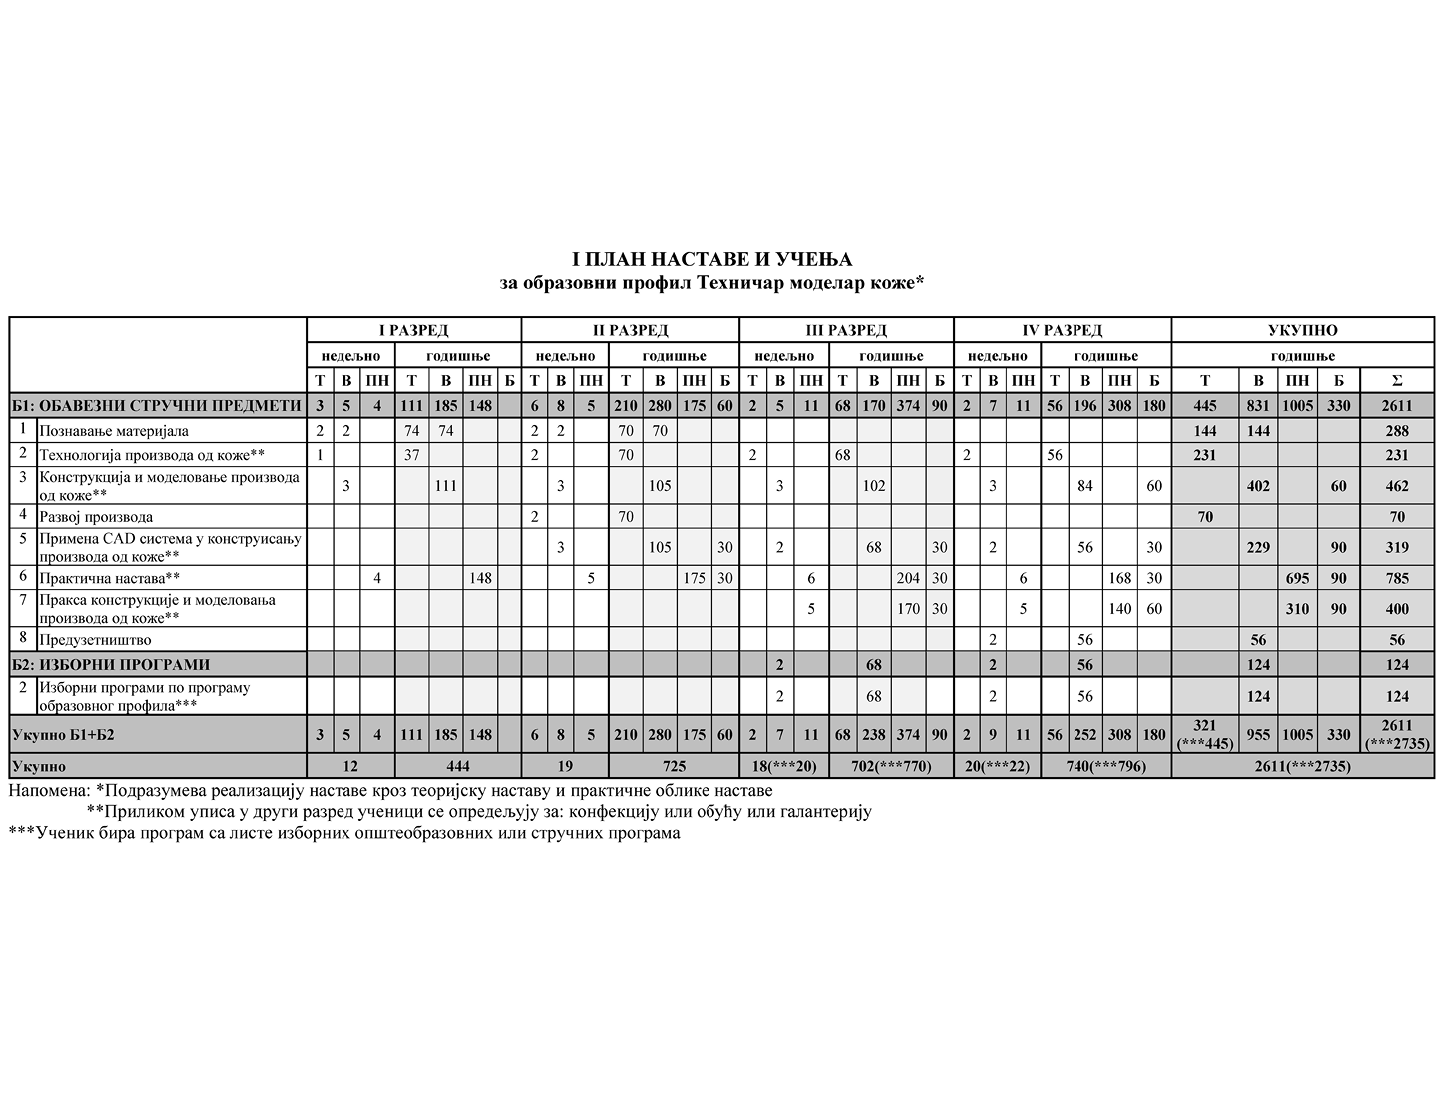 I ПЛАН НАСТАВЕ И УЧЕЊА
за образовни профил Техничар моделар коже*
I РАЗРЕД II РАЗРЕД III РАЗРЕД IV РАЗРЕД УКУПНО
недељно годишње недељно годишње недељно годишње недељно годишње годишње
Т В ПН Т В ПН Б Т В ПН Т В ПН Б Т В ПН Т В ПН Б Т В ПН Т В ПН Б Т В ПН Б Σ
Б1: ОБАВЕЗНИ СТРУЧНИ ПРЕДМЕТИ 3 5 4 111 185 148 6 8 5 210 280 175 60 2 5 11 68 170 374 90 2 7 11 56 196 308 180 445 831 1005 330 2611
1 Познавање материјала 2 2 74 74 2 2 70 70 144 144 288
2 Технологија производа од коже** 1 37 2 70 2 68 2 56 231 231
3 Конструкција и моделовање производа
од коже** 3 111 3 105 3 102 3 84 60 402 60 462
4 Развој производа 2 70 70 70
5 Примена CAD система у конструисању
производа од коже** 3 105 30 2 68 30 2 56 30 229 90 319
6 Практична настава** 4 148 5 175 30 6 204 30 6 168 30 695 90 785
7 Пракса конструкције и моделовања
производа од коже** 5 170 30 5 140 60 310 90 400
8 Предузетништво 2 56 56 56
Б2: ИЗБОРНИ ПРОГРАМИ 2 68 2 56 124 124
2 Изборни програми по програму
образовног профила*** 2 68 2 56 124 124
Укупно Б1+Б2 3 5 4 111 185 148 6 8 5 210 280 175 60 2 7 11 68 238 374 90 2 9 11 56 252 308 180 321 955 1005 330 2611
(***445) (***2735)
Укупно 12 444 19 725 18(***20) 702(***770) 20(***22) 740(***796) 2611(***2735)
Напомена: *Подразумева реализацију наставе кроз теоријску наставу и практичне облике наставе
**Приликом уписа у други разред ученици се опредељују за: конфекцију или обућу или галантерију
***Ученик бира програм са листе изборних општеобразовних или стручних програма